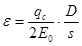 ε = q_c / 2E_0 · D / s